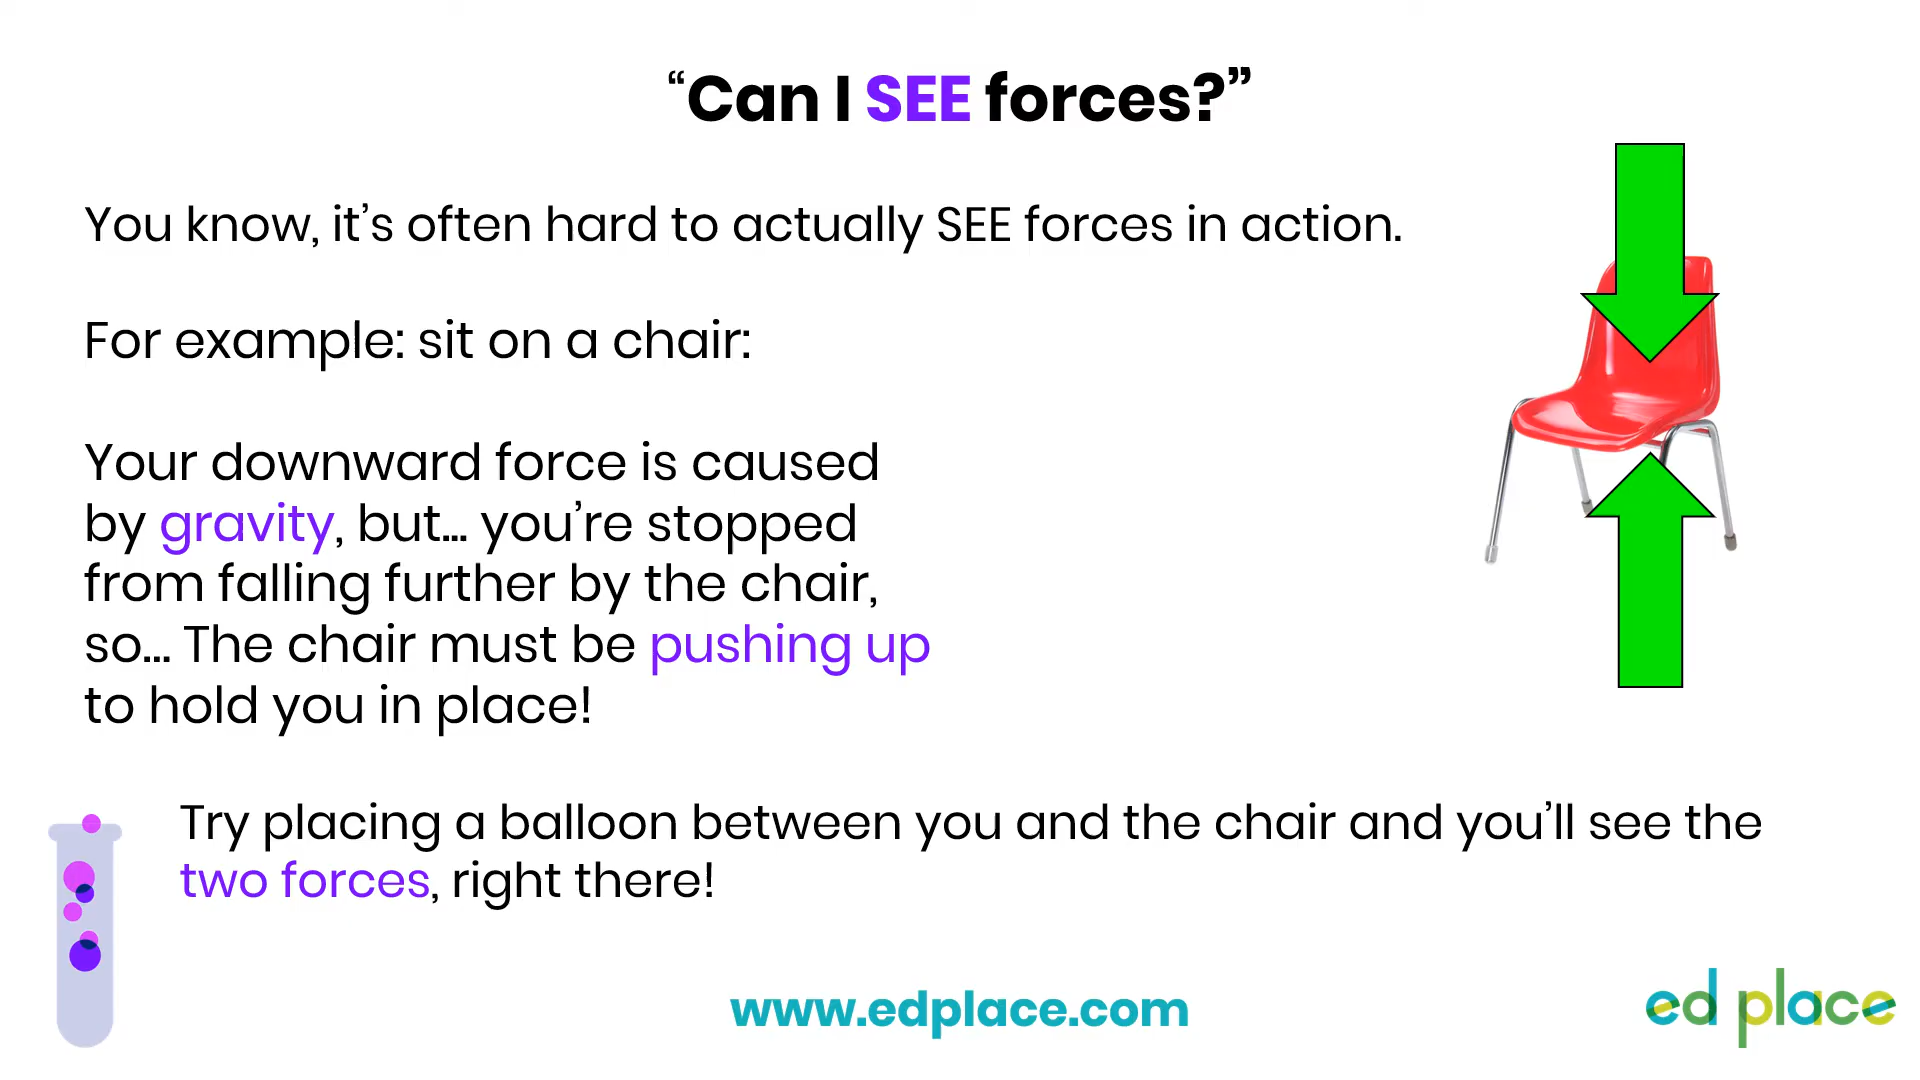 “Can I SEE forces?”
You know, it’s often hard to actually SEE forces in action.
For example: sit on a chair:
Your downward force is caused
by gravity, but... you’re stopped
from falling further by the chair,
so... The chair must be pushing up
to hold you in place!
Try placing a balloon between you and the chair and you’ll see the
two forces, right there!
www.edplace.com
ed place